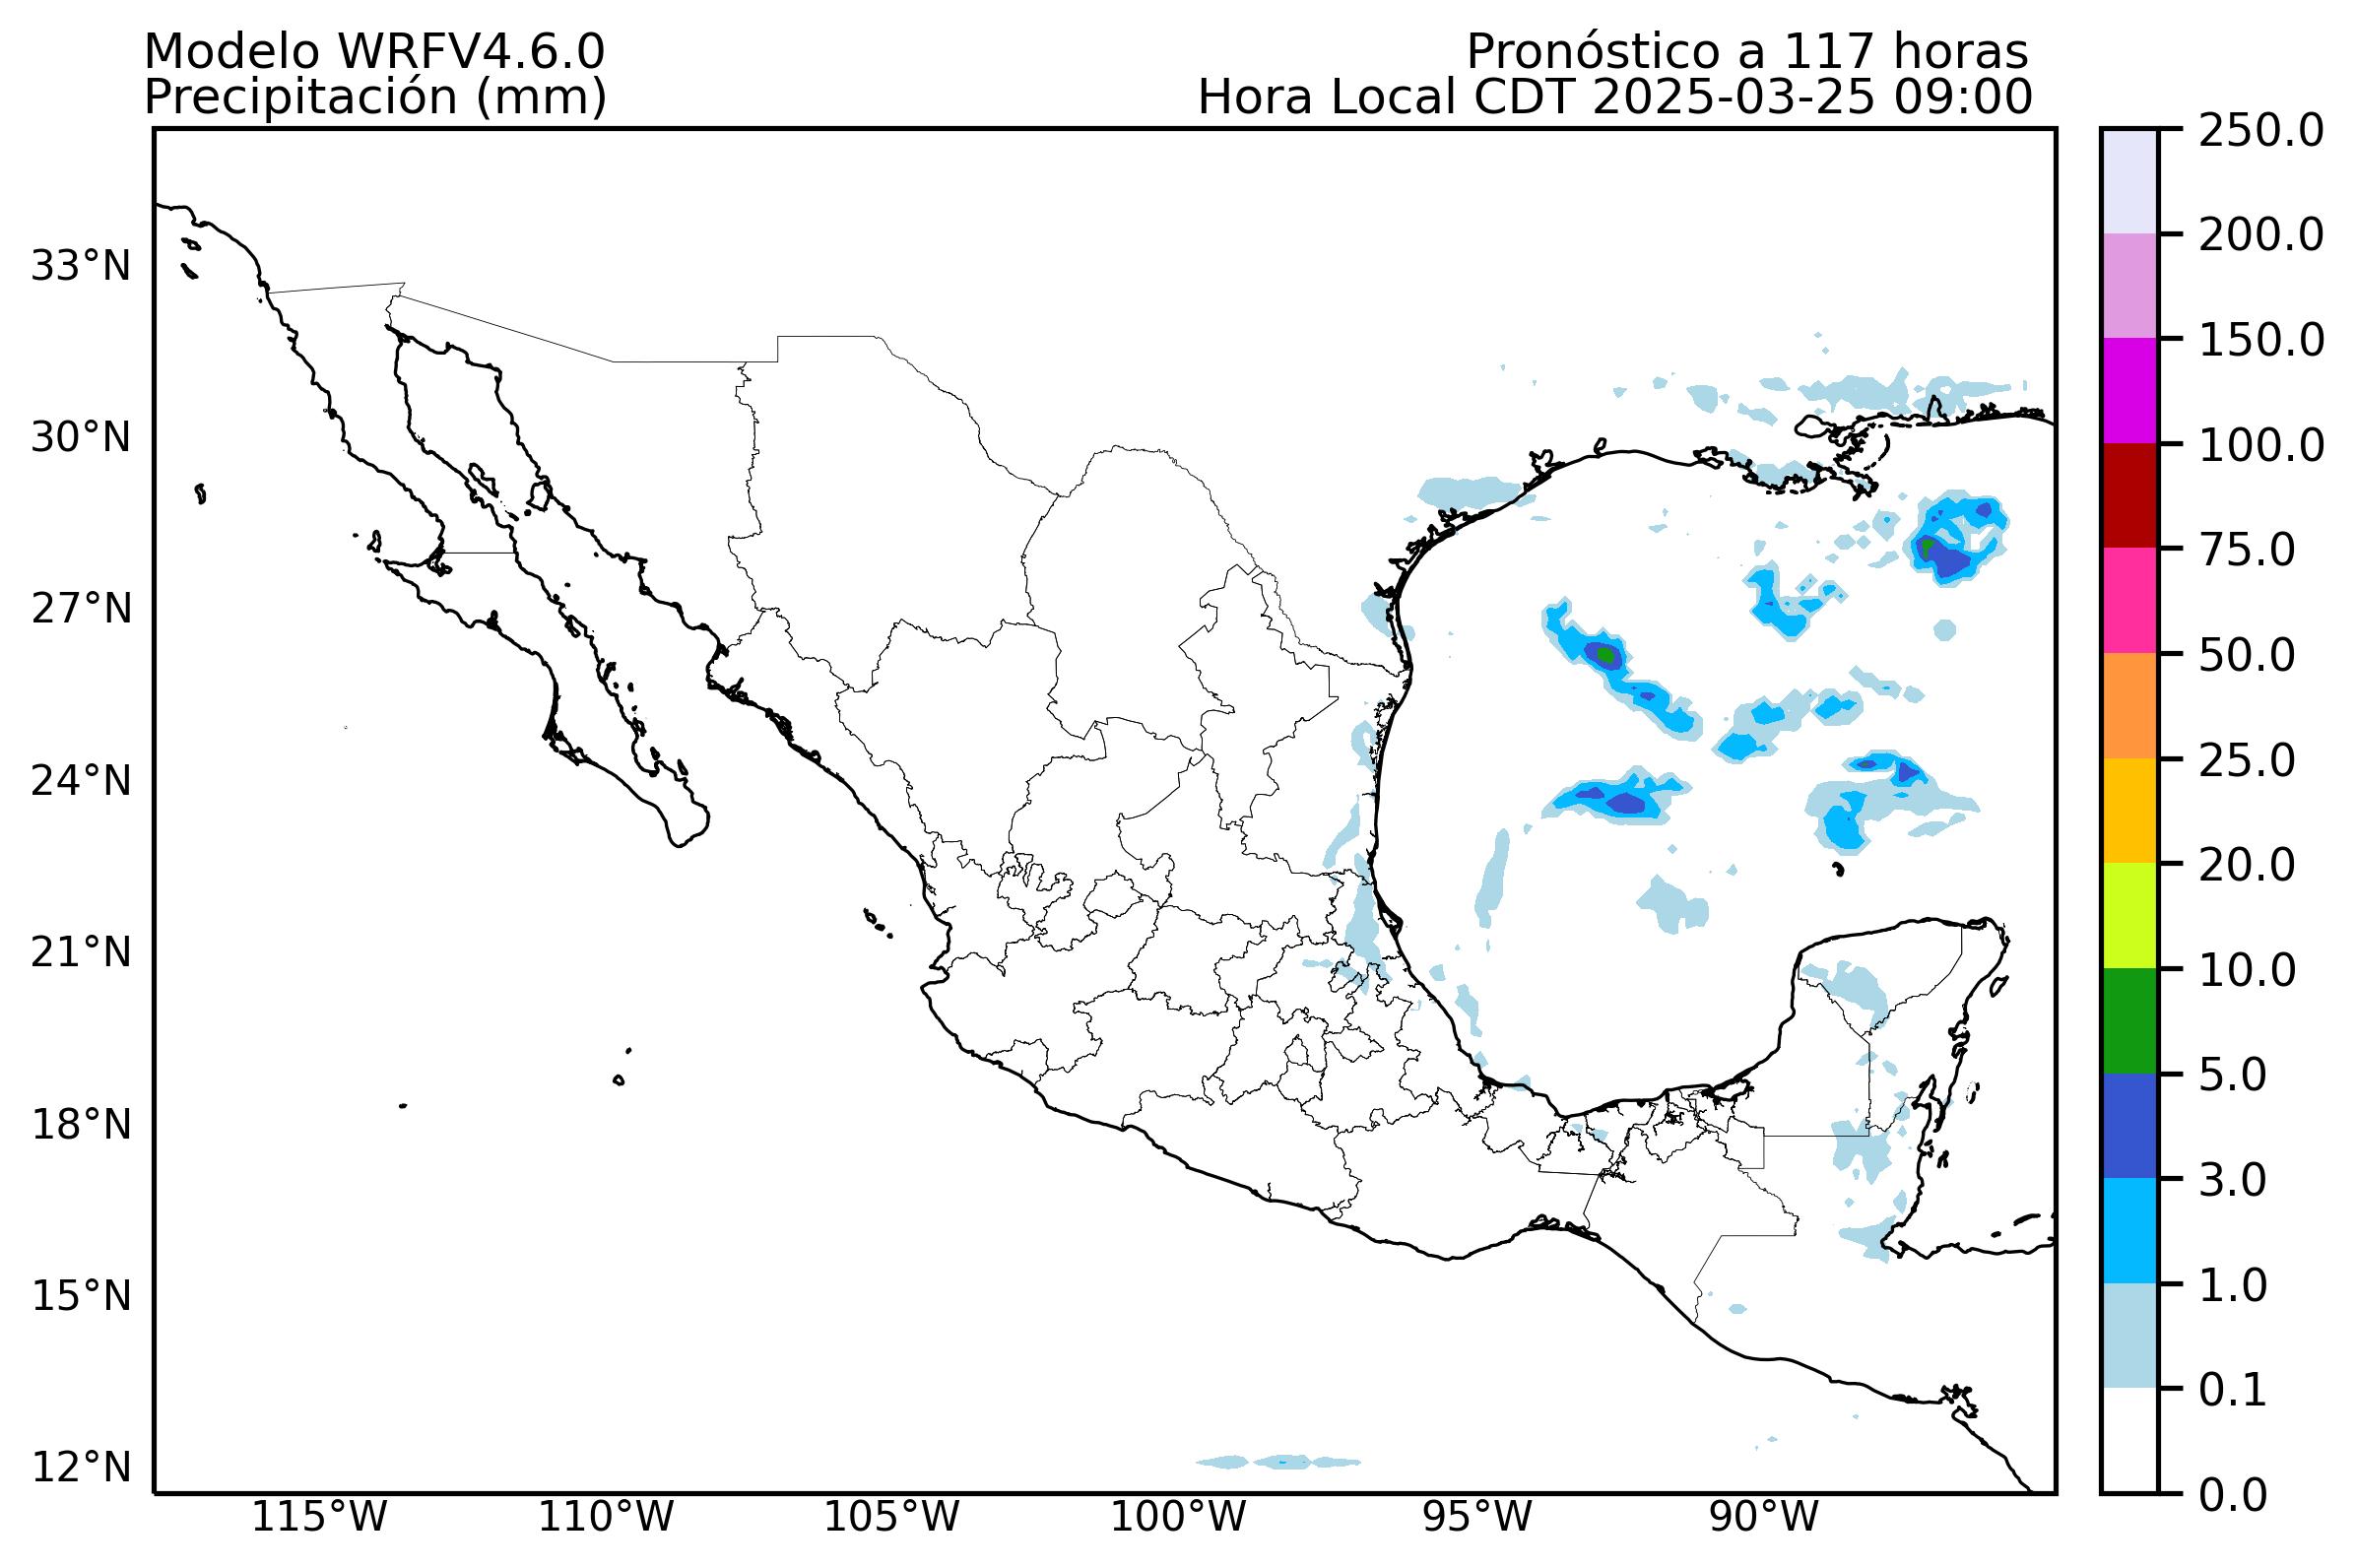 Modelo WRFV4.6.0
Precipitación (mm)
Pronóstico a 117 horas
Hora Local CDT 2025-03-25 09:00
33°N
30°N
27°N
24°N
21°N
18°N
15°N
12°N
115°W
110°W
105°W
100°W
95°W
90°W
250.0
200.0
150.0
100.0
75.0
50.0
25.0
20.0
10.0
5.0
3.0
1.0
0.1
0.0